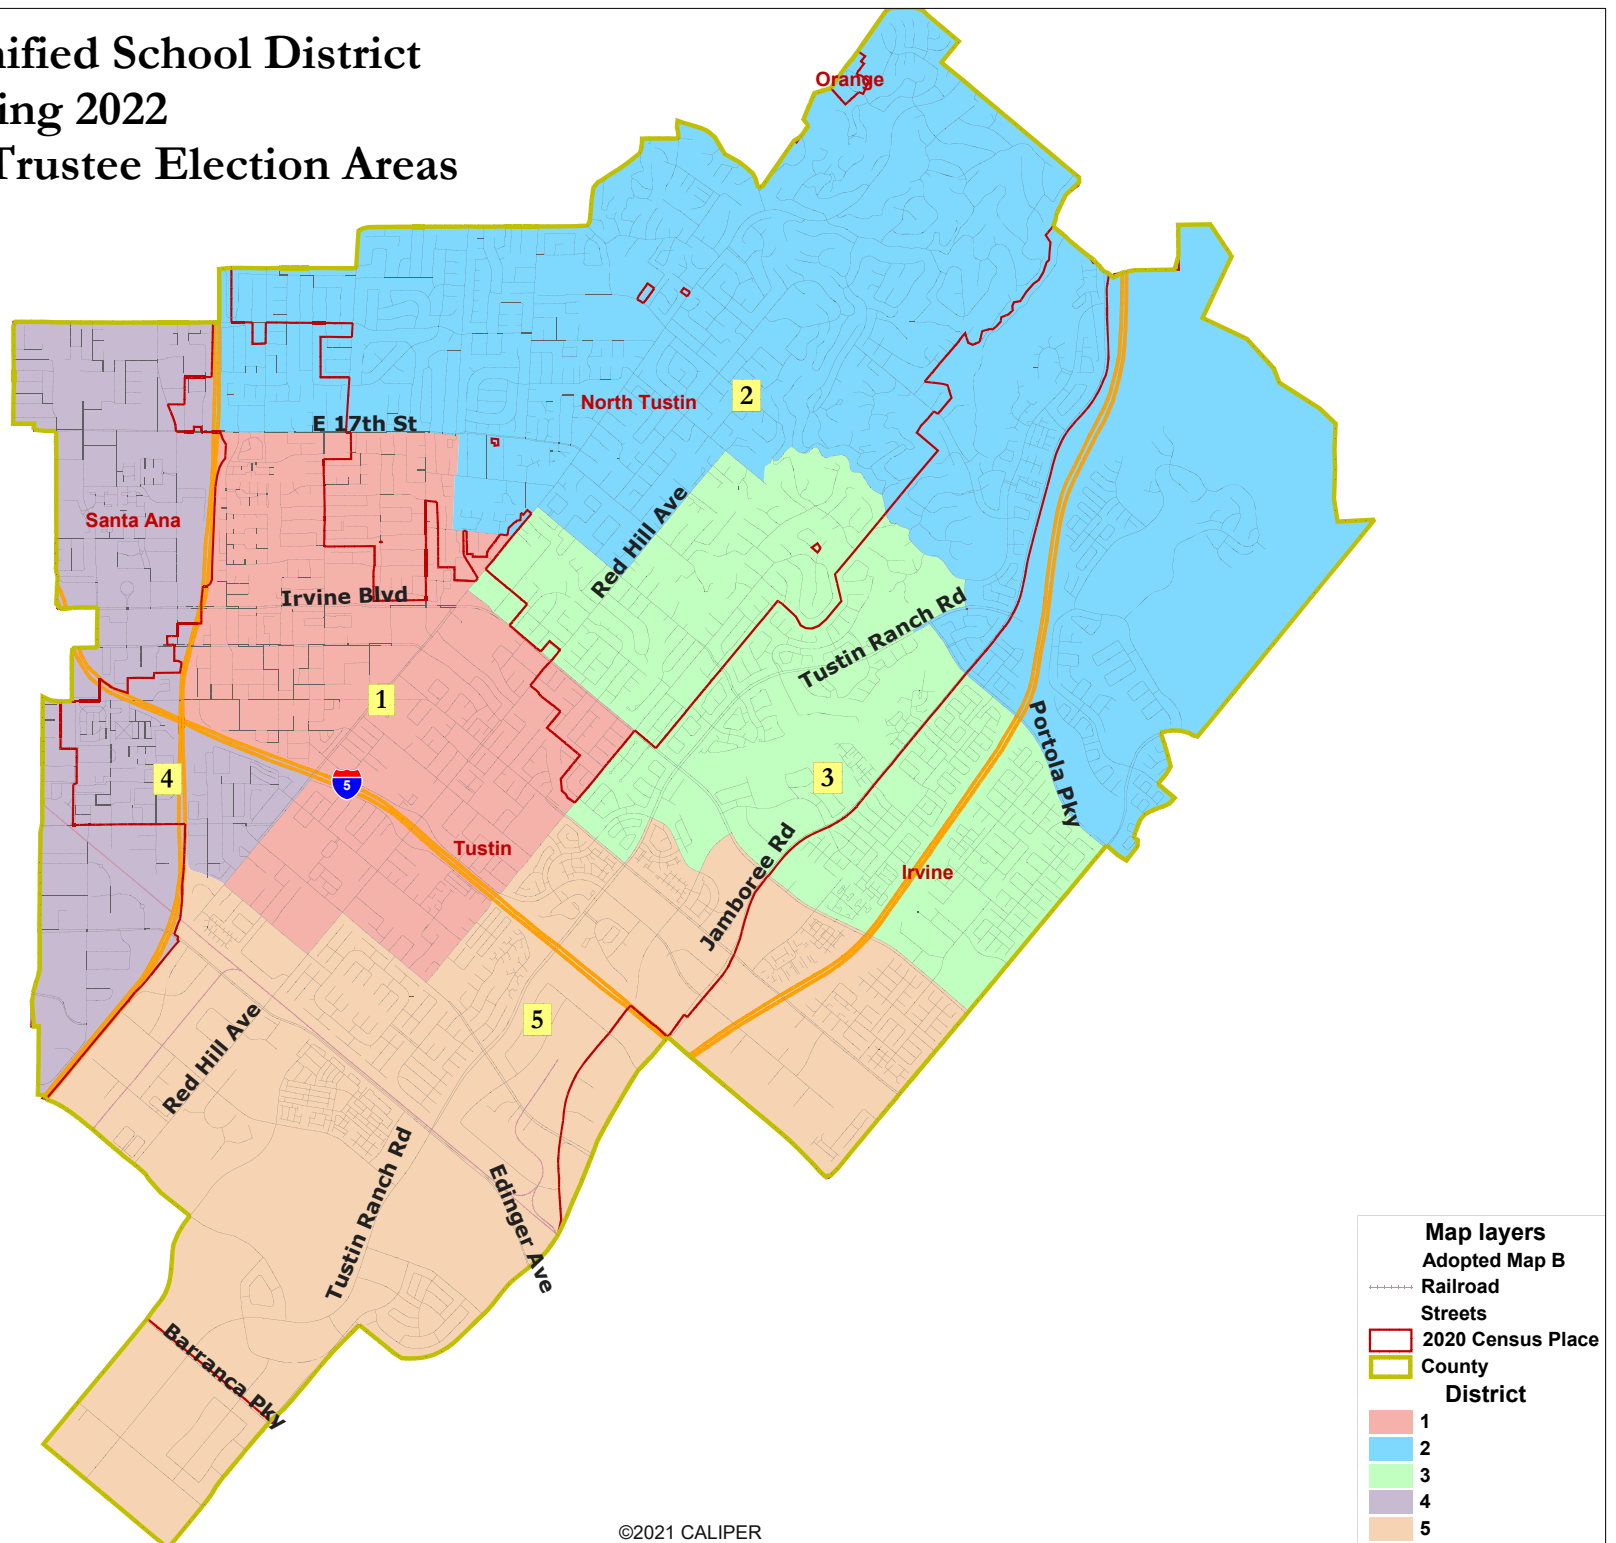 nified School District
ing 2022
Trustee Election Areas
Orange
North Tustin
2
E 17th St
Santa Ana
Red Hill Ave
Irvine Blvd
Tustin Ranch Rd
1
Portola Pky
4
5
3
Tustin
Jamboree Rd
Irvine
5
Red Hill Ave
Tustin Ranch Rd
Edinger Ave
Barranca Pky
Map layers
Adopted Map B
Railroad
Streets
2020 Census Place
County
District
1
2
3
4
5
©2021 CALIPER